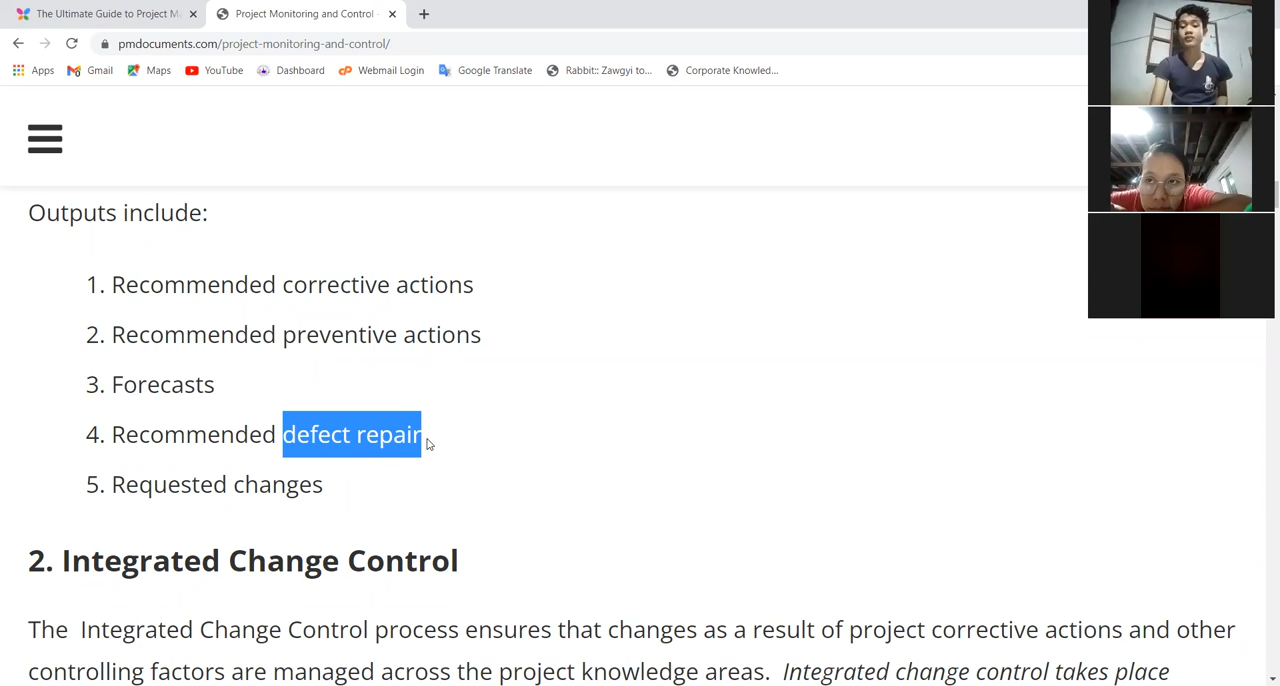 The Ultimate Guide to Project M
Project Monitoring and Control -
pmdocuments.com/project-monitoring-and-control/
Apps
Gmail
Maps
YouTube
Dashboard
Webmail Login
Google Translate
Rabbit:: Zawgyi to...
Corporate Knowled...
Outputs include:
1. Recommended corrective actions
2. Recommended preventive actions
3. Forecasts
4. Recommended defect repair
5. Requested changes
2. Integrated Change Control
The Integrated Change Control process ensures that changes as a result of project corrective actions and other
controlling factors are managed across the project knowledge areas. Integrated change control takes place